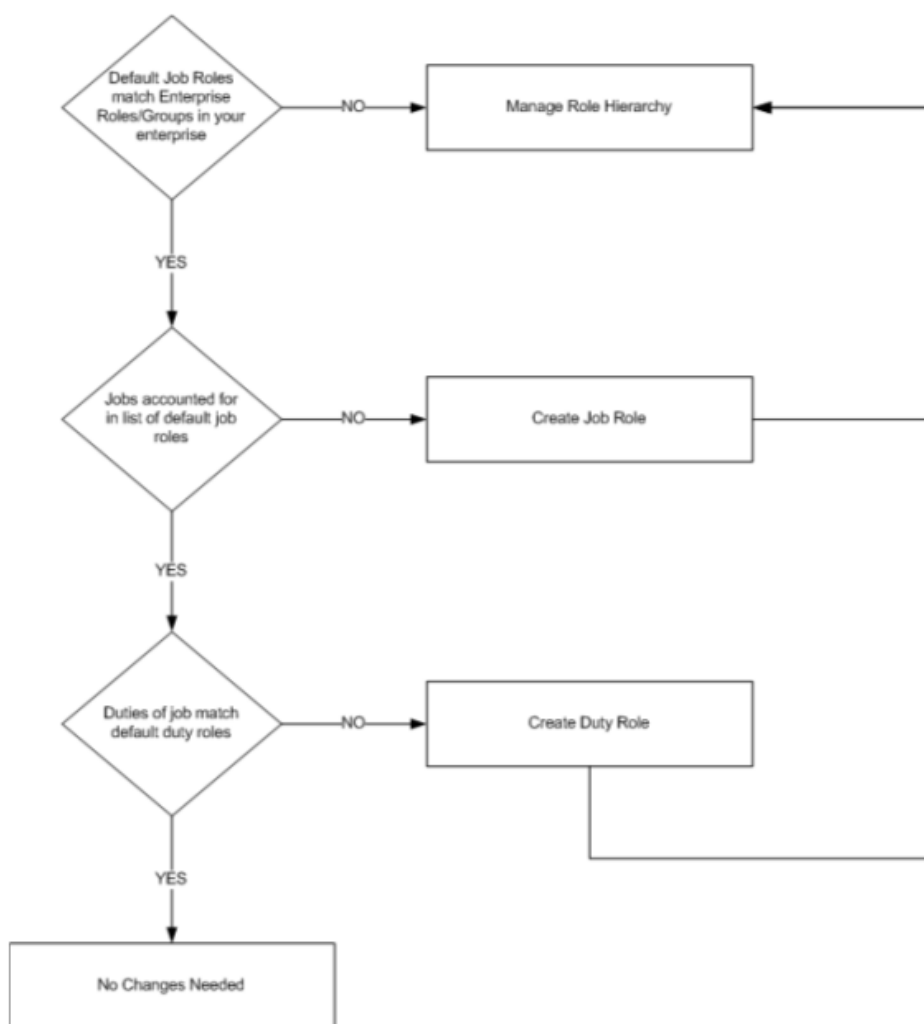 Default Job Roles
match Enterprise
Roles/Groups in your
enterprise
NO
Manage Role Hierarchy
YES
Jobs accounted for
in list of default job
roles
NO
Create Job Role
YES
Duties of job match
default duty roles
NO
Create Duty Role
YES
No Changes Needed